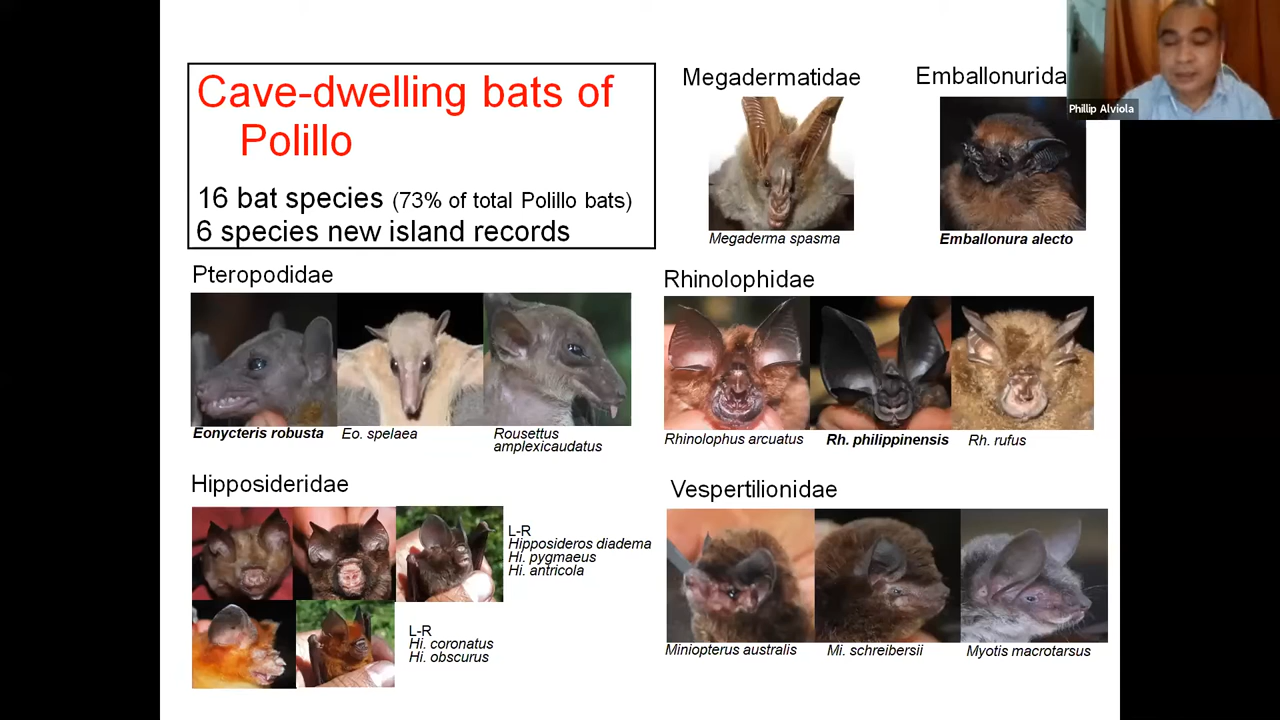 Cave-dwelling bats of
Polillo
16 bat species (73% of total Polillo bats)
6 species new island records
Megadermatidae
Megaderma spasma
Emballonurida
Emballonura alecto
Phillip Alviola
Pteropodidae
Eonycteris robusta
Eo. spelaea
Rousettus
amplexicaudatus
Rhinolophidae
Rhinolophus arcuatus
Rh. philippinensis
Rh. rufus
Hipposideridae
L-R
Hipposideros diadema
Hi. pygmaeus
Hi. antricola
L-R
Hi. coronatus
Hi. obscurus
Vespertilionidae
Miniopterus australis
Mi. schreibersii
Myotis macrotarsus